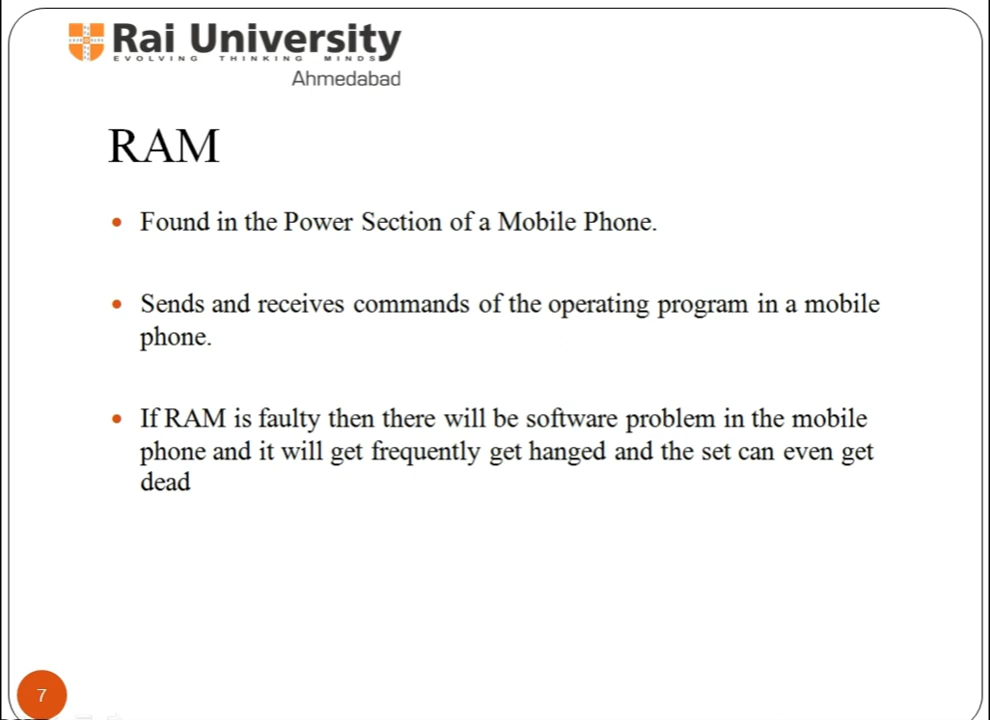 Rai University
EVOLVING THINKING MINDS
Ahmedabad
RAM
• Found in the Power Section of a Mobile Phone.
• Sends and receives commands of the operating program in a mobile
phone.
• If RAM is faulty then there will be software problem in the mobile
phone and it will get frequently get hanged and the set can even get
dead
7